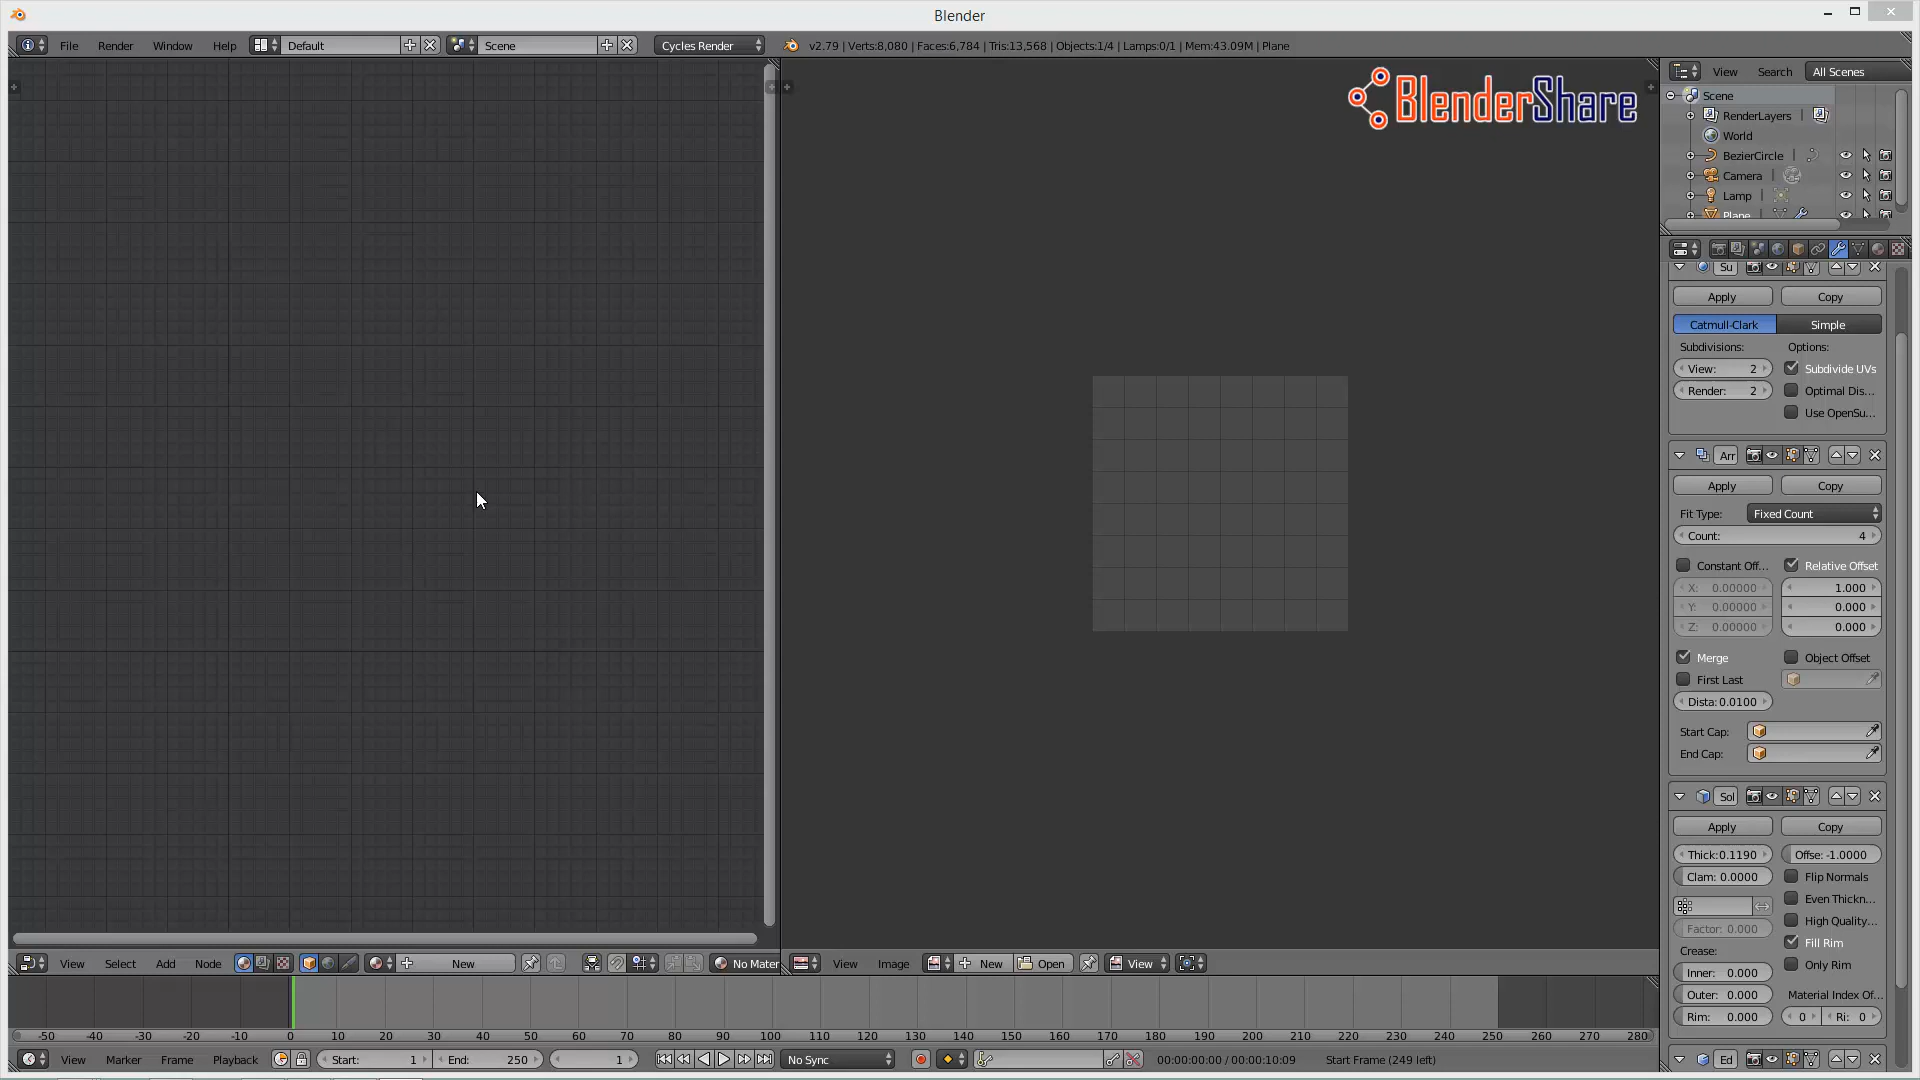 Blender
File Render Window Help Default Scene Cycles Render v2.79 | Verts:8,080 | Faces:6,784 | Tris:13,568 | Objects:1/4 | Lamps:0/1 | Mem:43.09M | Plane
BlenderShare
View Search All Scenes
Scene
RenderLayers
World
BezierCircle
Camera
Lamp
Plane
Su
Apply Copy
Catmull-Clark Simple
Subdivisions: Options:
View: 2 Subdivide UVs
Render: 2 Optimal Dis...
Use OpenSu...
Arr
Apply Copy
Fit Type: Fixed Count
Count: 4
Constant Off... Relative Offset
X: 0.00000 1.000
Y: 0.00000 0.000
Z: 0.00000 0.000
Merge Object Offset
First Last
Dista: 0.0100
Start Cap:
End Cap:
Sol
Apply Copy
Thick:0.1190 Offse: -1.0000
Clam: 0.0000 Flip Normals
Even Thickn...
High Quality...
Factor: 0.000
Fill Rim
Crease:
Only Rim
Inner: 0.000
Outer: 0.000 Material Index Of...
Rim: 0.000 0 Ri: 0
Ed
View Select Add Node New No Mater
View Image New Open View
-50 -40 -30 -20 -10 0 10 20 30 40 50 60 70 80 90 100 110 120 130 140 150 160 170 180 190 200 210 220 230 240 250 260 270 280
View Marker Frame Playback Start: 1 End: 250 1 No Sync 00:00:00:00 / 00:00:10:09 Start Frame (249 left)